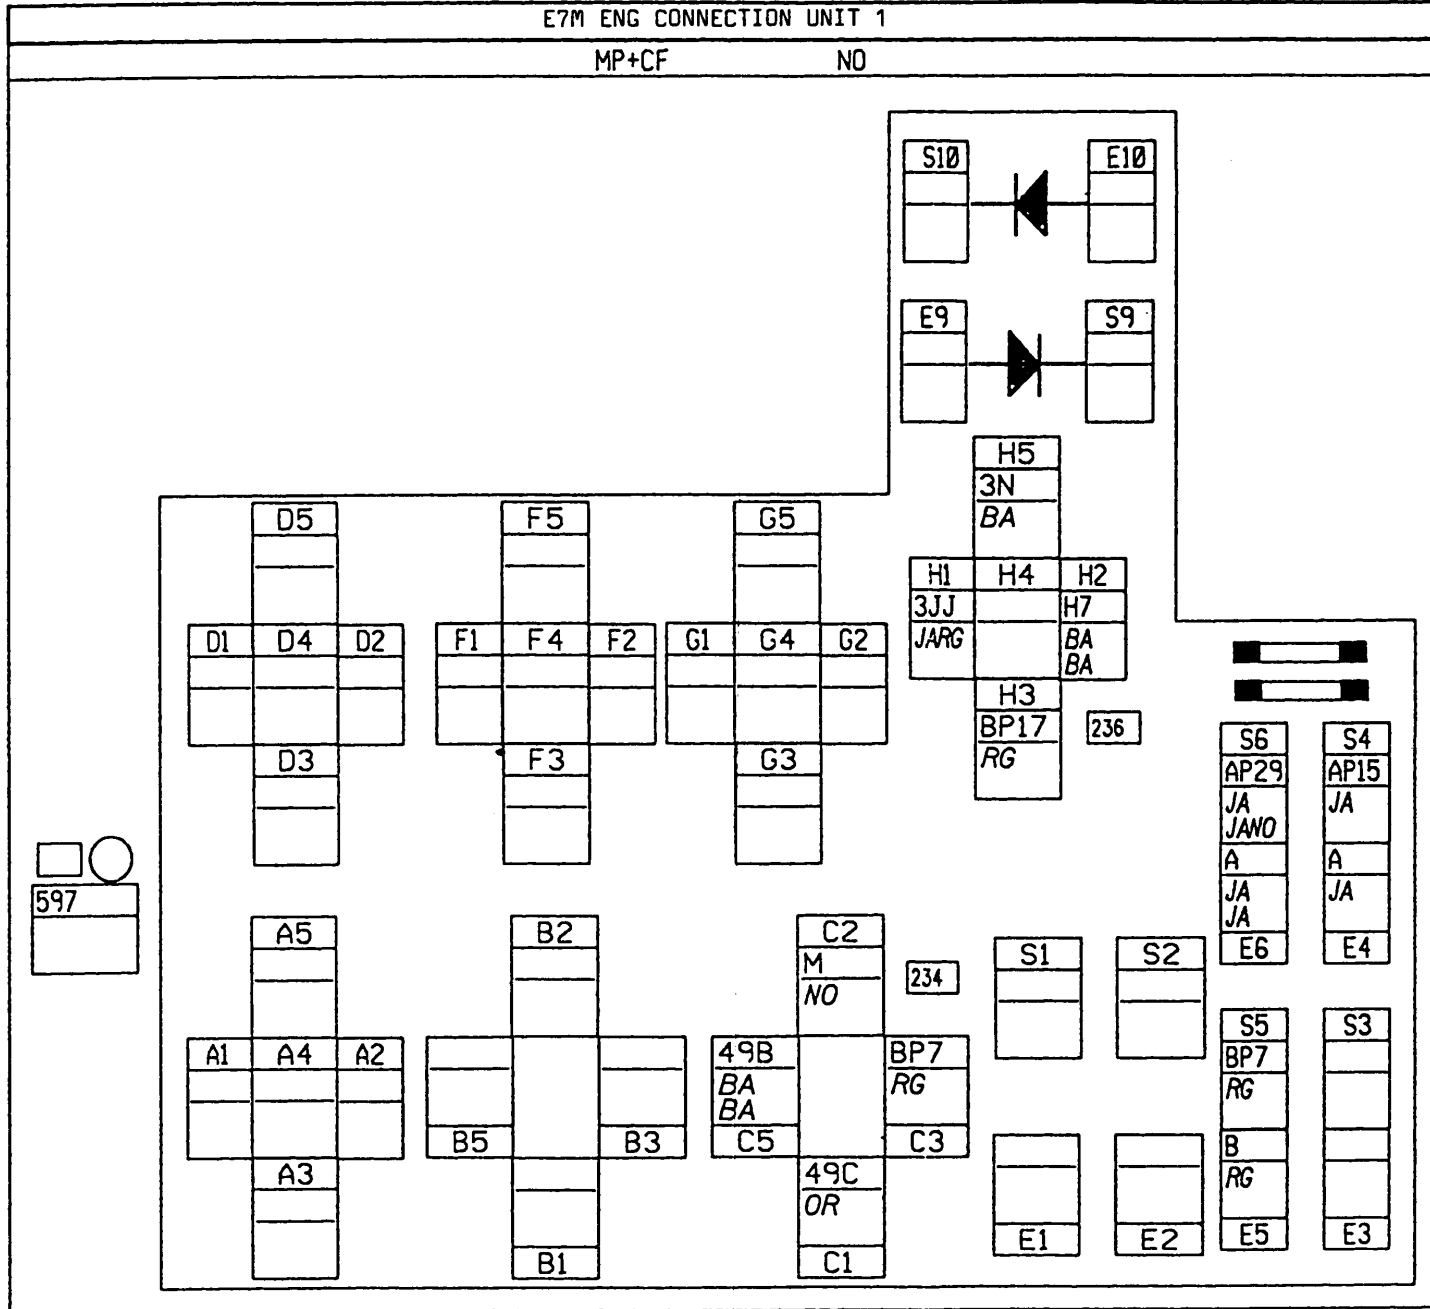 E7M ENG CONNECTION UNIT 1
MP+CF NO
S10 E10
E9 S9
H5
3N
BA
H1 H4 H2
3JJ H7
JARG BA
BA
H3
BP17
RG
236
D5 F5 G5
D1 D4 D2 F1 F4 F2 G1 G4 G2
D3 F3 G3
S6 S4
AP29 AP15
JA JA
JANO
A A
JA JA
JA
E6 E4
597
A5 B2 C2
M
NO
234
S1 S2
A1 A4 A2
49B BP7
BA RG
BA
B5 B3 C5 C3
A3
49C
OR
B1 C1
E1 E2
S5 S3
BP7
RG
B
RG
E5 E3